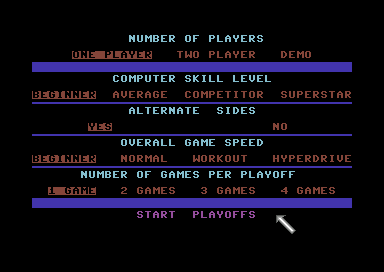 NUMBER OF PLAYERS
ONE PLAYER TWO PLAYER DEMO
COMPUTER SKILL LEVEL
BEGINNER AVERAGE COMPETITOR SUPERSTAR
ALTERNATE SIDES
YES NO
OVERALL GAME SPEED
BEGINNER NORMAL WORKOUT HYPERDRIVE
NUMBER OF GAMES PER PLAYOFF
1 GAME 2 GAMES 3 GAMES 4 GAMES
START PLAYOFFS